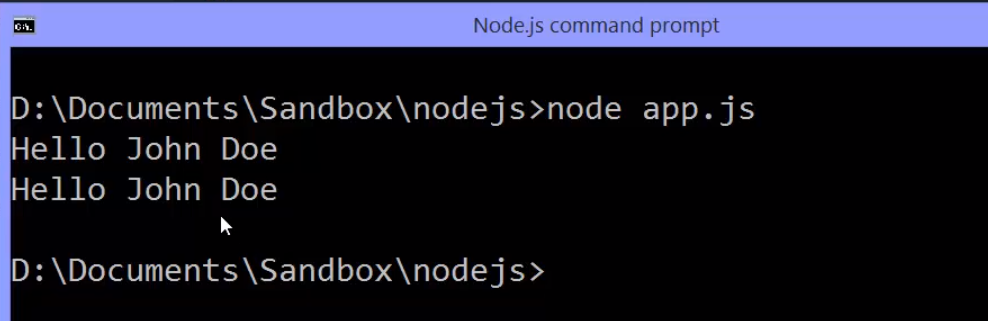 Node.js command prompt
D:\Documents\Sandbox\nodejs>node app.js
Hello John Doe
Hello John Doe
D:\Documents\Sandbox\nodejs>